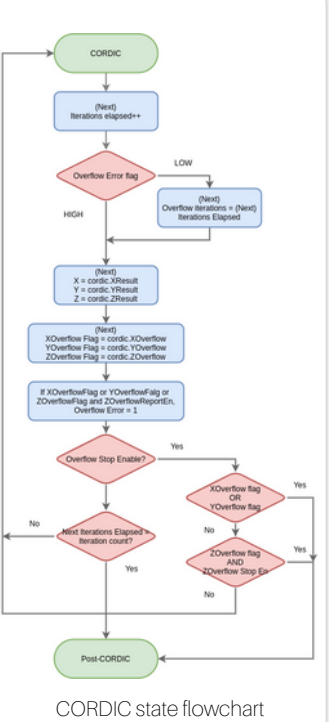 CORDIC
(Next)
Iterations elapsed++
Overflow Error flag
LOW
(Next)
Overflow iterations = (Next)
Iterations Elapsed
HIGH
(Next)
X = cordic.XResult
Y = cordic.YResult
Z = cordic.ZResult
(Next)
XOverflow Flag = cordic.XOverflow
YOverflow Flag = cordic.YOverflow
ZOverflow Flag = cordic.ZOverflow
If XOverflowFlag or YOverflowFalg or
ZOverflowFlag and ZOverflowReportEn,
Overflow Error = 1
Overflow Stop Enable?
Yes
XOverflow flag
OR
YOverflow flag
Yes
No
Next Iterations Elapsed =
Iteration count?
No
Yes
ZOverflow flag
AND
ZOverflow Stop En
Yes
No
Post-CORDIC
CORDIC state flowchart